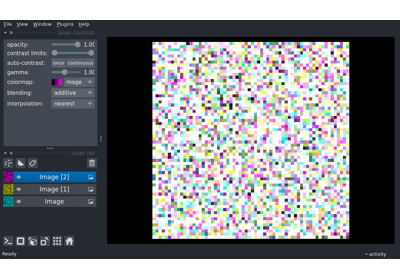 File View Window Plugins Help
layer controls
opacity: 1.00
contrast limits:
auto-contrast: once continuous
gamma: 1.00
colormap:
blending: additive
interpolation: nearest
layer list
Image [2]
Image [1]
Image
Ready
activity